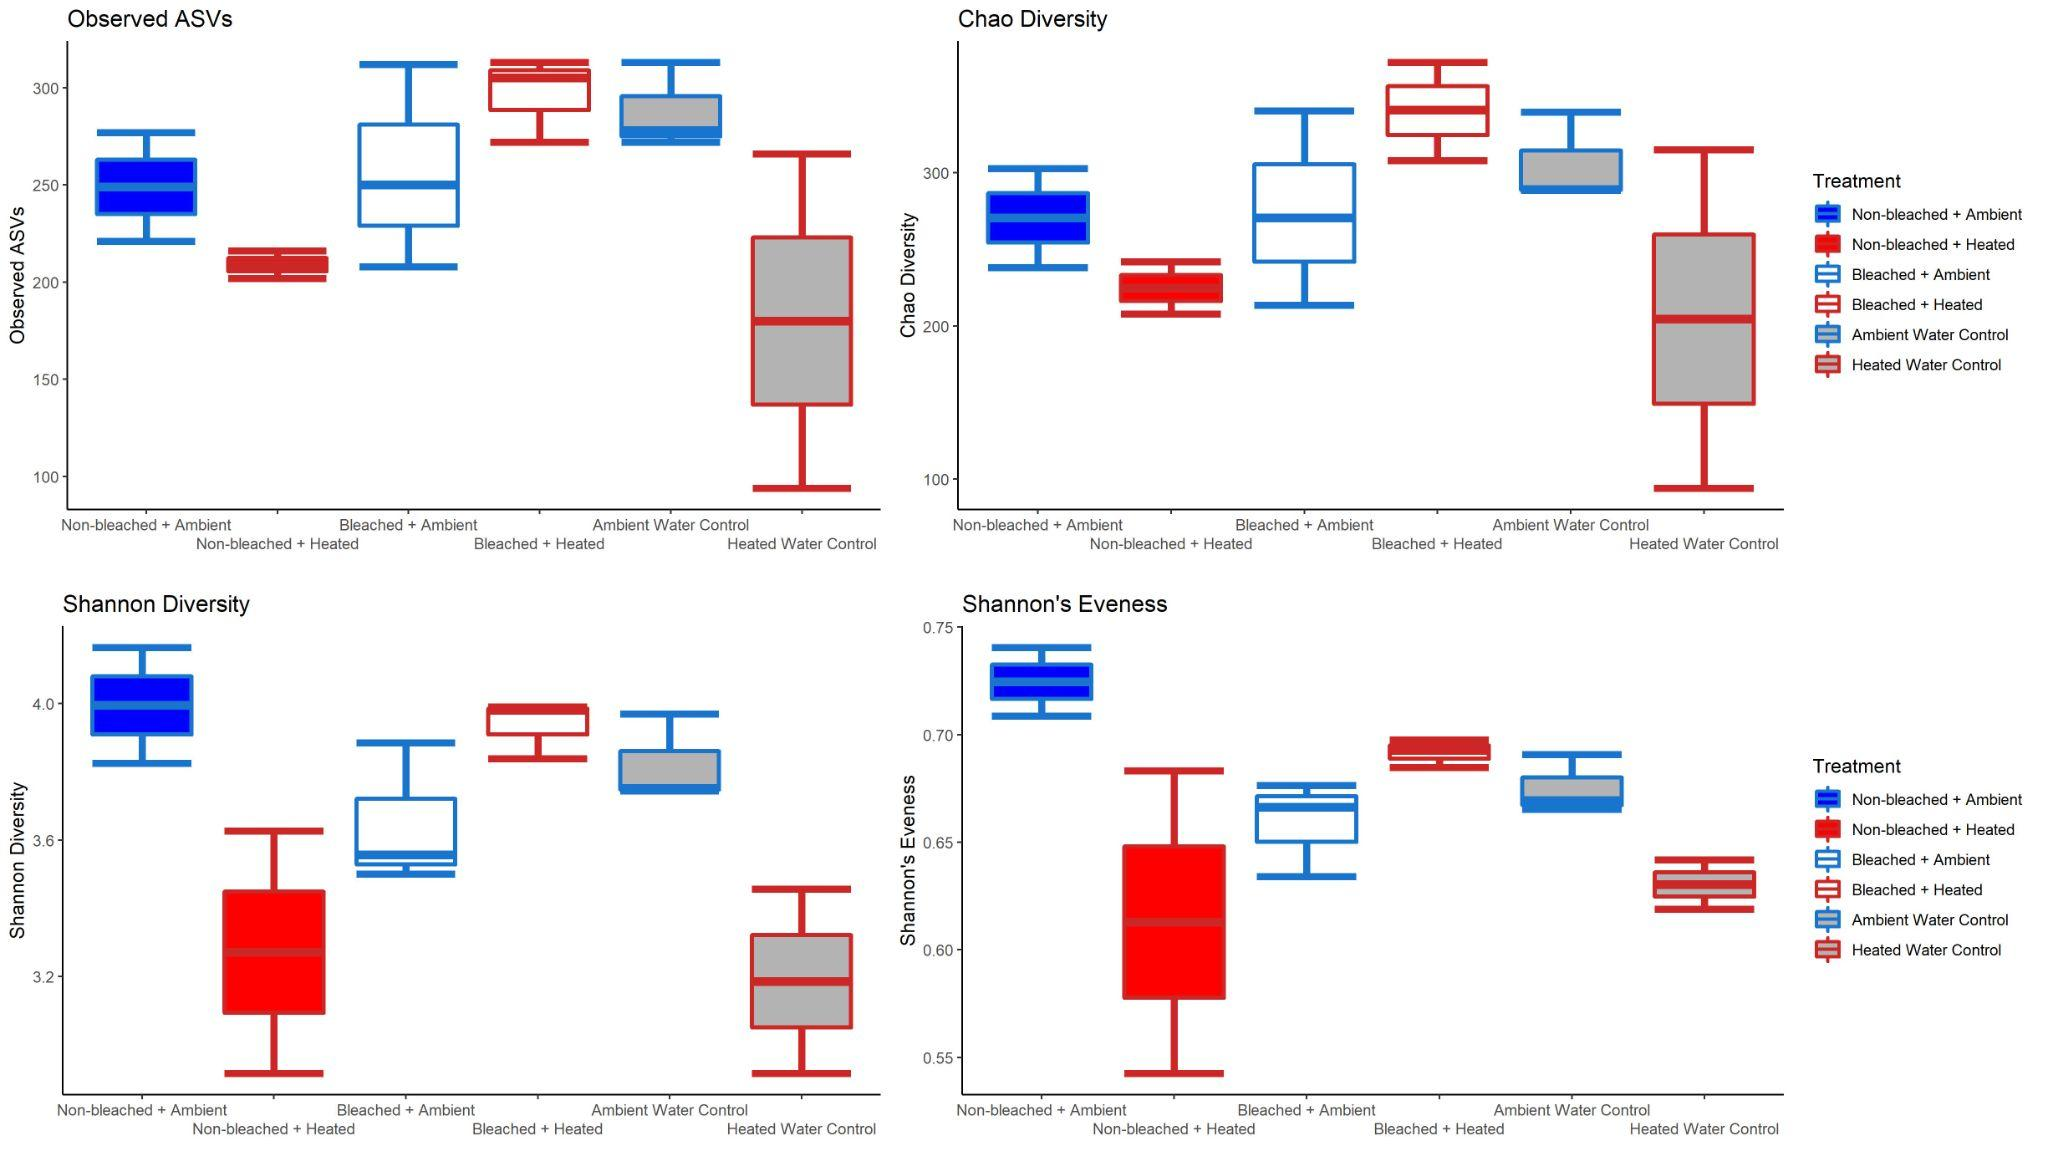 Observed ASVs
Observed ASVs
300
250
200
150
100
Non-bleached + Ambient
Bleached + Ambient
Ambient Water Control
Non-bleached + Heated
Bleached + Heated
Heated Water Control
Chao Diversity
Chao Diversity
300
200
100
Non-bleached + Ambient
Bleached + Ambient
Ambient Water Control
Non-bleached + Heated
Bleached + Heated
Heated Water Control
Treatment
Non-bleached + Ambient
Non-bleached + Heated
Bleached + Ambient
Bleached + Heated
Ambient Water Control
Heated Water Control
Shannon Diversity
Shannon Diversity
4.0
3.6
3.2
Non-bleached + Ambient
Bleached + Ambient
Ambient Water Control
Non-bleached + Heated
Bleached + Heated
Heated Water Control
Shannon's Eveness
Shannon's Eveness
0.75
0.70
0.65
0.60
0.55
Non-bleached + Ambient
Bleached + Ambient
Ambient Water Control
Non-bleached + Heated
Bleached + Heated
Heated Water Control
Treatment
Non-bleached + Ambient
Non-bleached + Heated
Bleached + Ambient
Bleached + Heated
Ambient Water Control
Heated Water Control